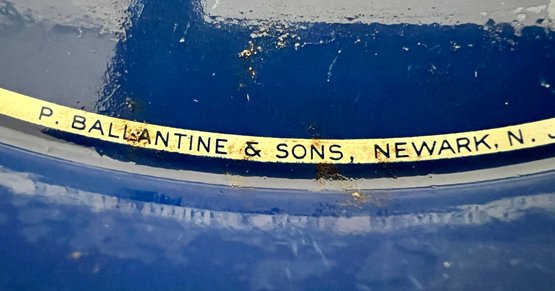 P. BALLANTINE & SONS, NEWARK, N. J